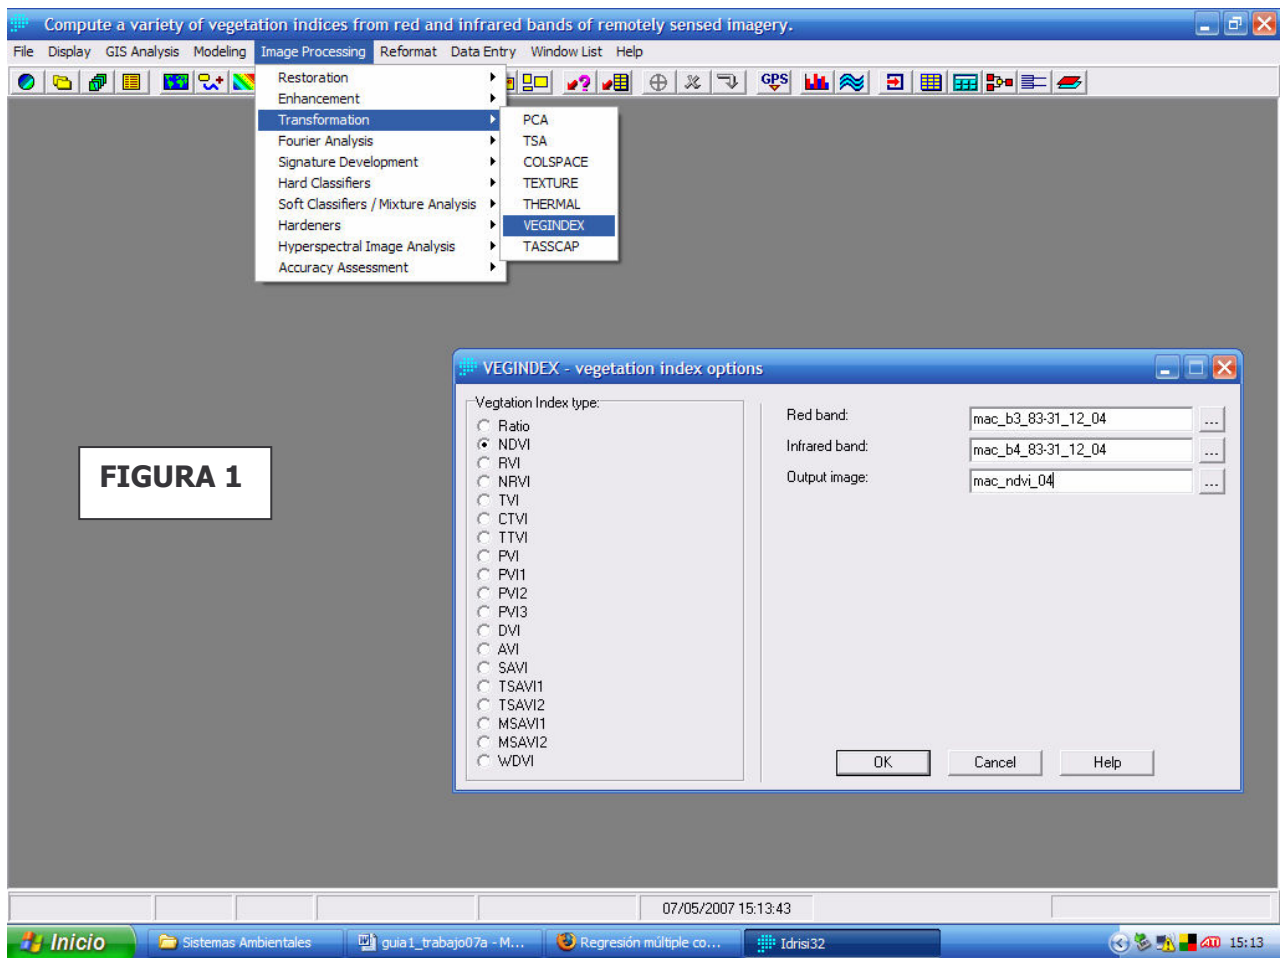 Compute a variety of vegetation indices from red and infrared bands of remotely sensed imagery.
File Display GIS Analysis Modeling Image Processing Reformat Data Entry Window List Help
GPS
Restoration
Enhancement
Transformation
Fourier Analysis
Signature Development
Hard Classifiers
Soft Classifiers / Mixture Analysis
Hardeners
Hyperspectral Image Analysis
Accuracy Assessment
PCA
TSA
COLSPACE
TEXTURE
THERMAL
VEGINDEX
TASSCAP
FIGURA 1
VEGINDEX - vegetation index options
Vegtation Index type:
Ratio
NDVI
RVI
NRVI
TVI
CTVI
TTVI
PVI
PVI1
PVI2
PVI3
DVI
AVI
SAVI
TSAVI1
TSAVI2
MSAVI1
MSAVI2
WDVI
Red band: mac_b3_83-31_12_04 ...
Infrared band: mac_b4_83-31_12_04 ...
Output image: mac_ndvi_04 ...
OK Cancel Help
07/05/2007 15:13:43
Inicio Sistemas Ambientales guia1_trabajo07a - M... Regresión múltiple co... Idrisi32 ATI 15:13